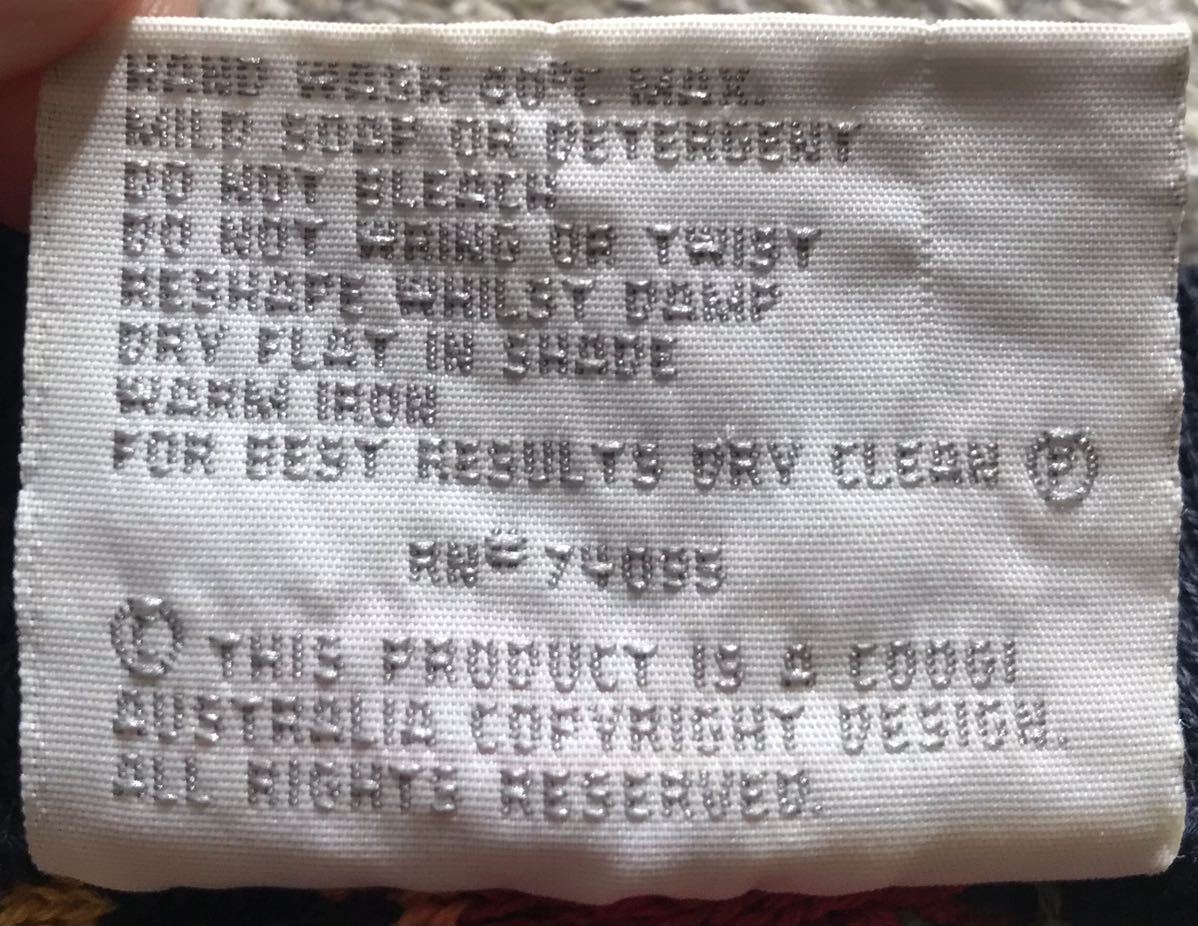 HAND WASH 60°C MAX.
MILD SOAP OR DETERGENT
DO NOT BLEACH
DO NOT WRING OR TWIST
RESHAPE WHILST DAMP
DRY FLAT IN SHADE
WARM IRON
FOR BEST RESULTS DRY CLEAN Ⓟ
RN# 74095
© THIS PRODUCT IS A COOGI
AUSTRALIA COPYRIGHT DESIGN.
ALL RIGHTS RESERVED.